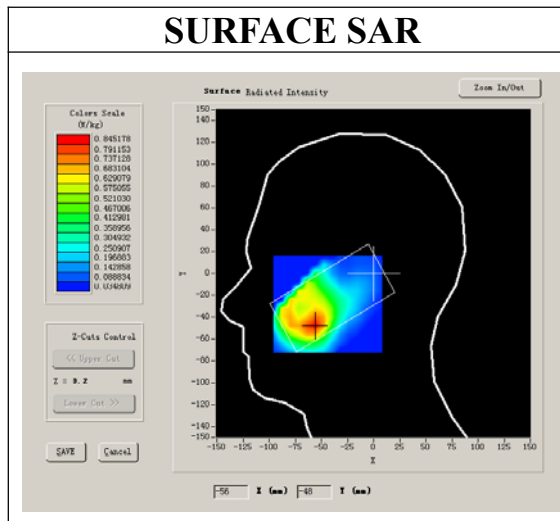 SURFACE SAR
Surface Radiated Intensity
Zoom In/Out
Colors Scale
(W/kg)
0.845178
0.791153
0.737128
0.683104
0.629079
0.575055
0.521030
0.467006
0.412981
0.358956
0.304932
0.250907
0.196883
0.142858
0.088834
0.034809
Z-Cuts Control
<< Upper Cut
Z = 3.2 mm
Lower Cut >>
SAVE Cancel
150
140
120
100
80
60
40
20
0
-20
-40
-60
-80
-100
-120
-140
-150
Y
-150 -125 -100 -75 -50 -25 0 25 50 75 100 125 150
X
-56 X (mm) -48 Y (mm)